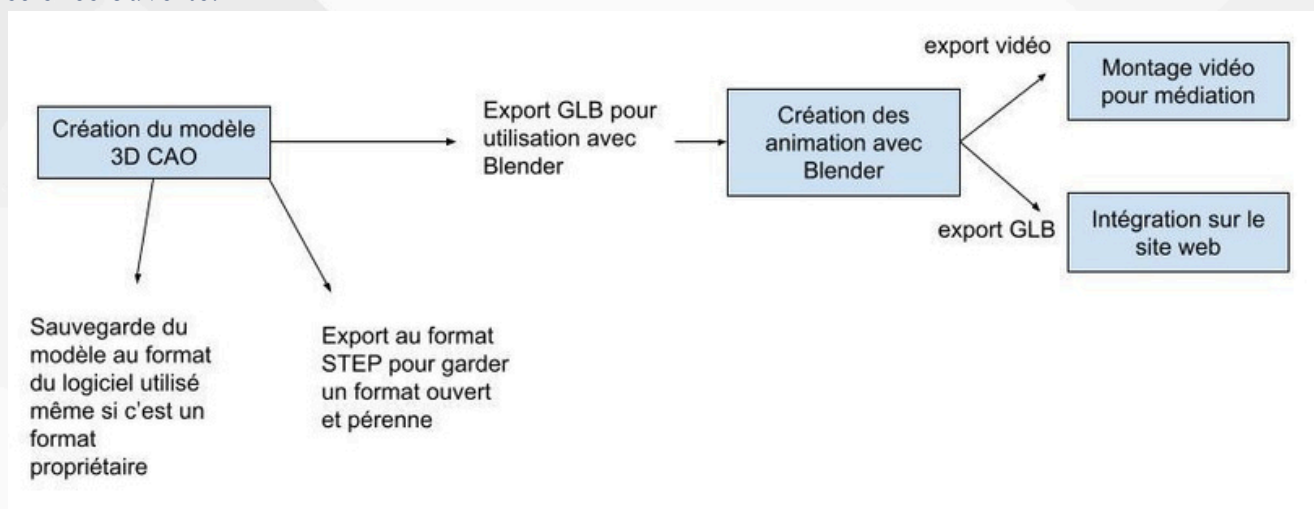 Création du modèle
3D CAO
Export GLB pour
utilisation avec
Blender
Création des
animation avec
Blender
export vidéo
Montage vidéo
pour médiation
export GLB
Intégration sur le
site web
Sauvegarde du
modèle au format
du logiciel utilisé
même si c'est un
format
propriétaire
Export au format
STEP pour garder
un format ouvert
et pérenne